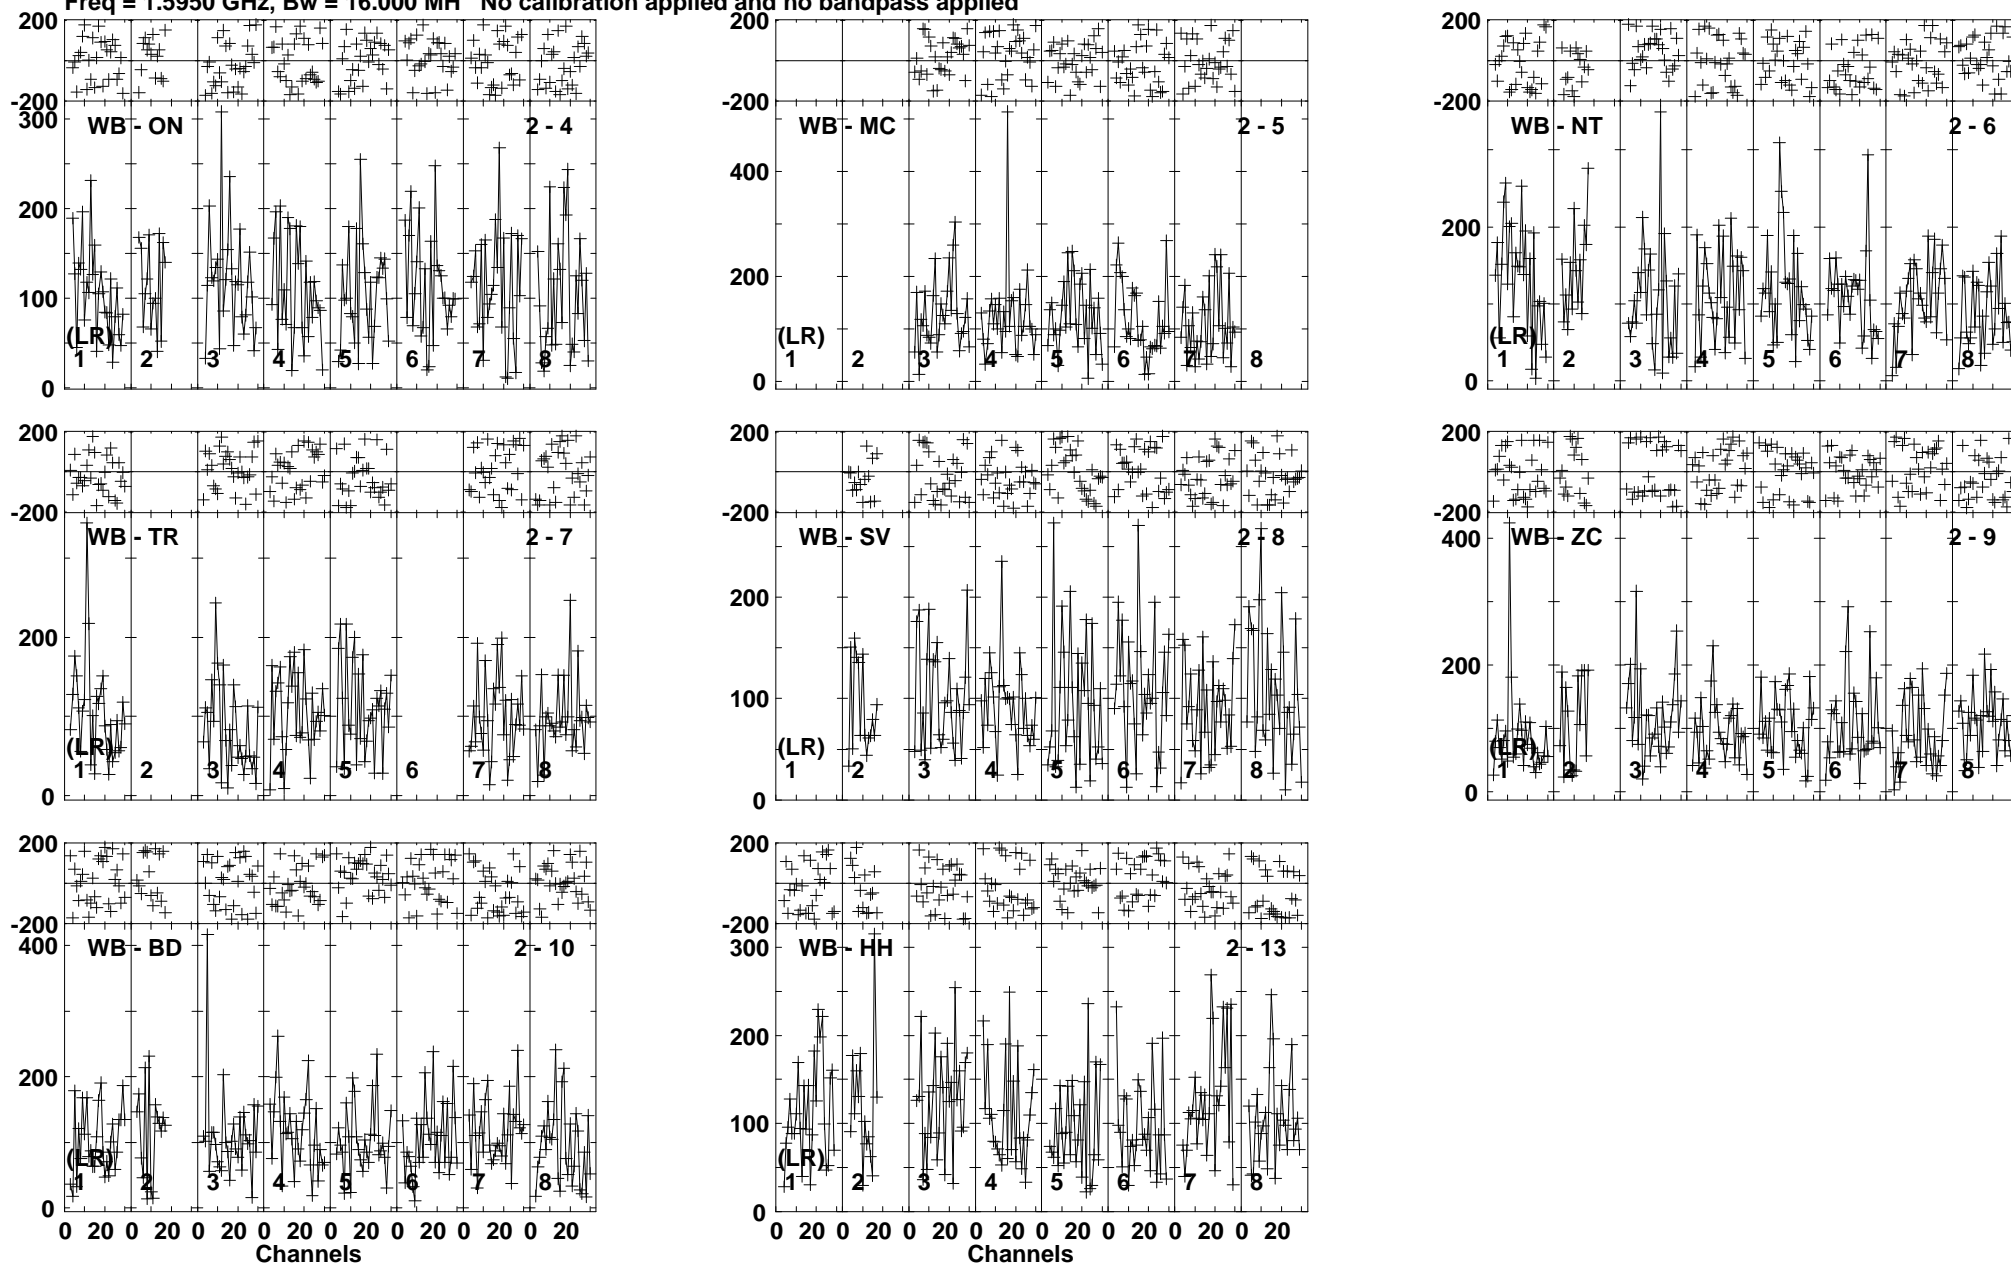 Freq = 1.5950 GHz, Bw = 16.000 MH No calibration applied and no bandpass applied
200
-200
300
200
100
0
WB - ON
2 - 4
(LR)
1 2 3 4 5 6 7 8
-200
200
400
200
0
WB - MC
2 - 5
(LR)
1 2 3 4 5 6 7 8
200
-200
200
0
WB - NT
2 - 6
(LR)
1 2 3 4 5 6 7 8
200
-200
200
0
WB - TR
2 - 7
(LR)
1 2 3 4 5 6 7 8
200
-200
200
100
0
WB - SV
2 - 8
(LR)
1 2 3 4 5 6 7 8
200
-200
400
200
0
WB - ZC
2 - 9
(LR)
1 2 3 4 5 6 7 8
200
-200
400
200
0
WB - BD
2 - 10
(LR)
1 2 3 4 5 6 7 8
0 20 0 20 0 20 0 20 0 20 0 20 0 20 0 20
Channels
200
-200
300
200
100
0
WB - HH
2 - 13
(LR)
1 2 3 4 5 6 7 8
0 20 0 20 0 20 0 20 0 20 0 20 0 20 0 20
Channels